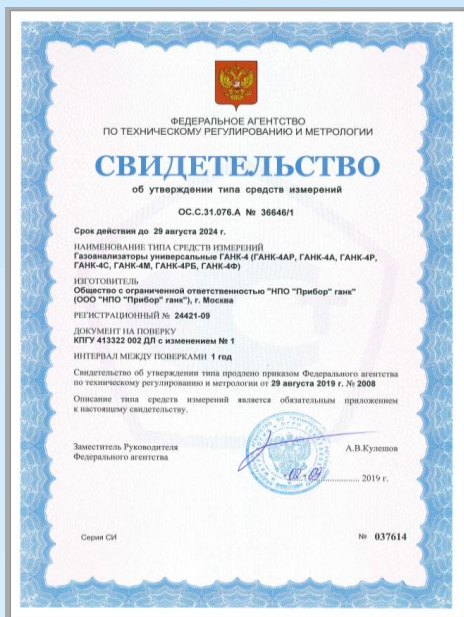 ФЕДЕРАЛЬНОЕ АГЕНТСТВО
ПО ТЕХНИЧЕСКОМУ РЕГУЛИРОВАНИЮ И МЕТРОЛОГИИ
СВИДЕТЕЛЬСТВО
об утверждении типа средств измерений
ОС.С.31.076.А № 36646/1
Срок действия до 29 августа 2024 г.
НАИМЕНОВАНИЕ ТИПА СРЕДСТВ ИЗМЕРЕНИЙ
Газоанализаторы универсальные ГАНК-4 (ГАНК-4АР, ГАНК-4А, ГАНК-4Р,
ГАНК-4С, ГАНК-4М, ГАНК-4РБ, ГАНК-4Ф)
ИЗГОТОВИТЕЛЬ
Общество с ограниченной ответственностью "НПО "Прибор" ганк"
(ООО "НПО "Прибор" ганк"), г. Москва
РЕГИСТРАЦИОННЫЙ № 24421-09
ДОКУМЕНТ НА ПОВЕРКУ
КПГУ 413322 002 ДЛ с изменением № 1
ИНТЕРВАЛ МЕЖДУ ПОВЕРКАМИ 1 год
Свидетельство об утверждении типа продлено приказом Федерального агентства
по техническому регулированию и метрологии от 29 августа 2019 г. № 2008
Описание типа средств измерений является обязательным приложением
к настоящему свидетельству.
Заместитель Руководителя
Федерального агентства
А.В.Кулешов
2019 г.
Серия СИ
№ 037614